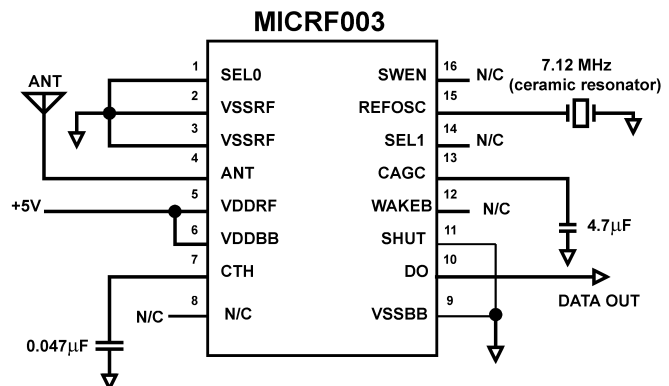 MICRF003
ANT
+5V
0.047µF
N/C
1 SEL0
2 VSSRF
3 VSSRF
4 ANT
5 VDDRF
6 VDDBB
7 CTH
8 N/C
SWEN 16 N/C
REFOSC 15
SEL1 14 N/C
CAGC 13
WAKEB 12 N/C
SHUT 11
DO 10
VSSBB 9
7.12 MHz
(ceramic resonator)
4.7µF
DATA OUT